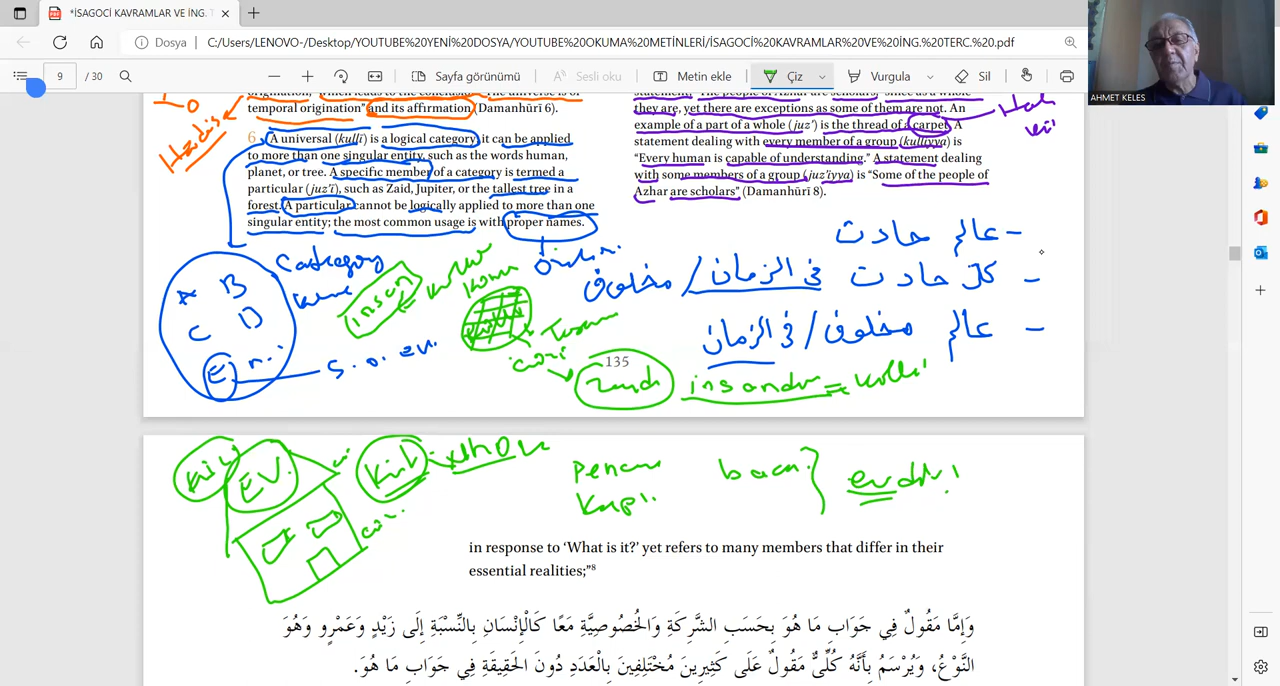 *İSAGOCİ KAVRAMLAR VE İNG. T
Dosya C:/Users/LENOVO-/Desktop/YOUTUBE%20YENİ%20DOSYA/YOUTUBE%20OKUMA%20METİNLERİ/İSAGOCİ%20KAVRAMLAR%20VE%20İNG.%20TERC.%20.pdf
9 / 30 Sayfa görünümü Sesli oku Metin ekle Çiz Vurgula Sil
AHMET KELES
temporal origination” and its affirmation (Damanhūrī 6).
Hadis
6 A universal (kullī) is a logical category; it can be applied
to more than one singular entity, such as the words human,
planet, or tree. A specific member of a category is termed a
particular (juz’ī), such as Zaid, Jupiter, or the tallest tree in a
forest. A particular cannot be logically applied to more than one
singular entity; the most common usage is with proper names.
they are, yet there are exceptions as some of them are not. An
example of a part of a whole (juz’) is the thread of a carpet. A
statement dealing with every member of a group (kulliyya) is
“Every human is capable of understanding.” A statement dealing
with some members of a group (juz’iyya) is “Some of the people of
Azhar are scholars” (Damanhūrī 8).
- عالم حادث
- كل حادث في الزمان / مخلوق
- عالم مخلوق / في الزمان
Category
A B
C D
E
insan
135
insandır = külli
EV.
Pencere baca
Kapı.
evdir!
in response to ‘What is it?’ yet refers to many members that differ in their
essential realities;”8
وَإِمَّا مَقُولٌ فِي جَوَابِ مَا هُوَ بِحَسَبِ الشَّرِكَةِ وَالْخُصُوصِيَّةِ مَعًا كَالْإِنْسَانِ بِالنِّسْبَةِ إِلَى زَيْدٍ وَعَمْرٍو وَهُوَ
النَّوْعُ، وَيُرْسَمُ بِأَنَّهُ كُلِّيٌّ مَقُولٌ عَلَى كَثِيرِينَ مُخْتَلِفِينَ بِالْعَدَدِ دُونَ الْحَقِيقَةِ فِي جَوَابِ مَا هُوَ.